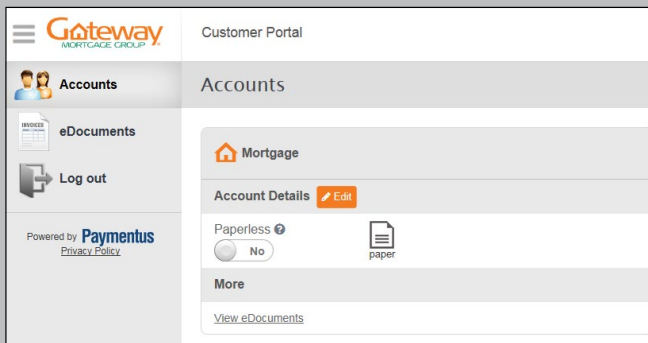 Gateway
MORTGAGE GROUP
Customer Portal
Accounts
eDocuments
Log out
Powered by Paymentus
Privacy Policy
Accounts
Mortgage
Account Details Edit
Paperless ?
No
paper
More
View eDocuments
INVOICES